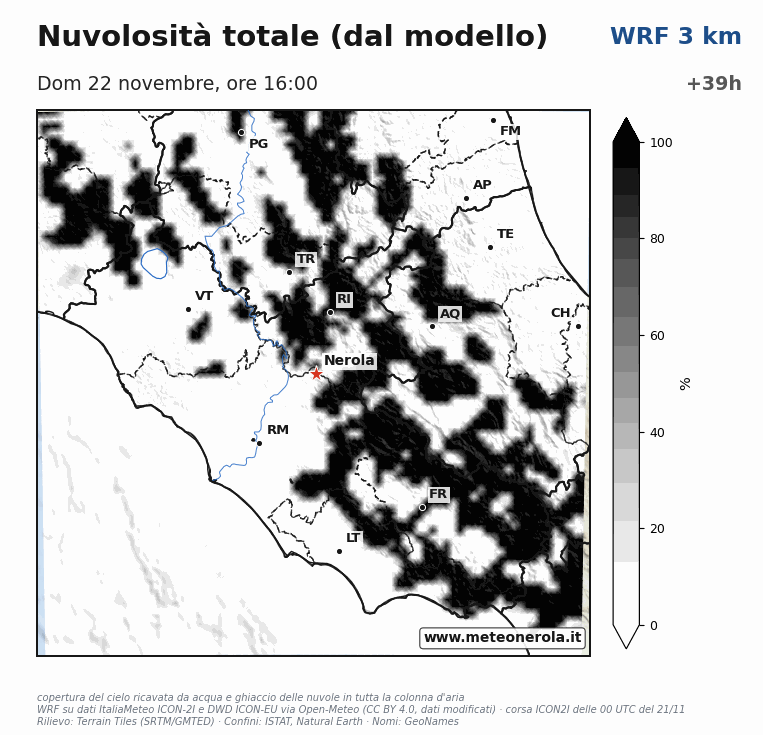 Nuvolosità totale (dal modello)
WRF 3 km
Dom 22 novembre, ore 16:00
+39h
FM
PG
AP
TE
TR
VT
RI
AQ
CH
Nerola
RM
FR
LT
www.meteonerola.it
100
80
60
40
20
0
%
copertura del cielo ricavata da acqua e ghiaccio delle nuvole in tutta la colonna d'aria
WRF su dati ItaliaMeteo ICON-2I e DWD ICON-EU via Open-Meteo (CC BY 4.0, dati modificati) · corsa ICON2I delle 00 UTC del 21/11
Rilievo: Terrain Tiles (SRTM/GMTED) · Confini: ISTAT, Natural Earth · Nomi: GeoNames